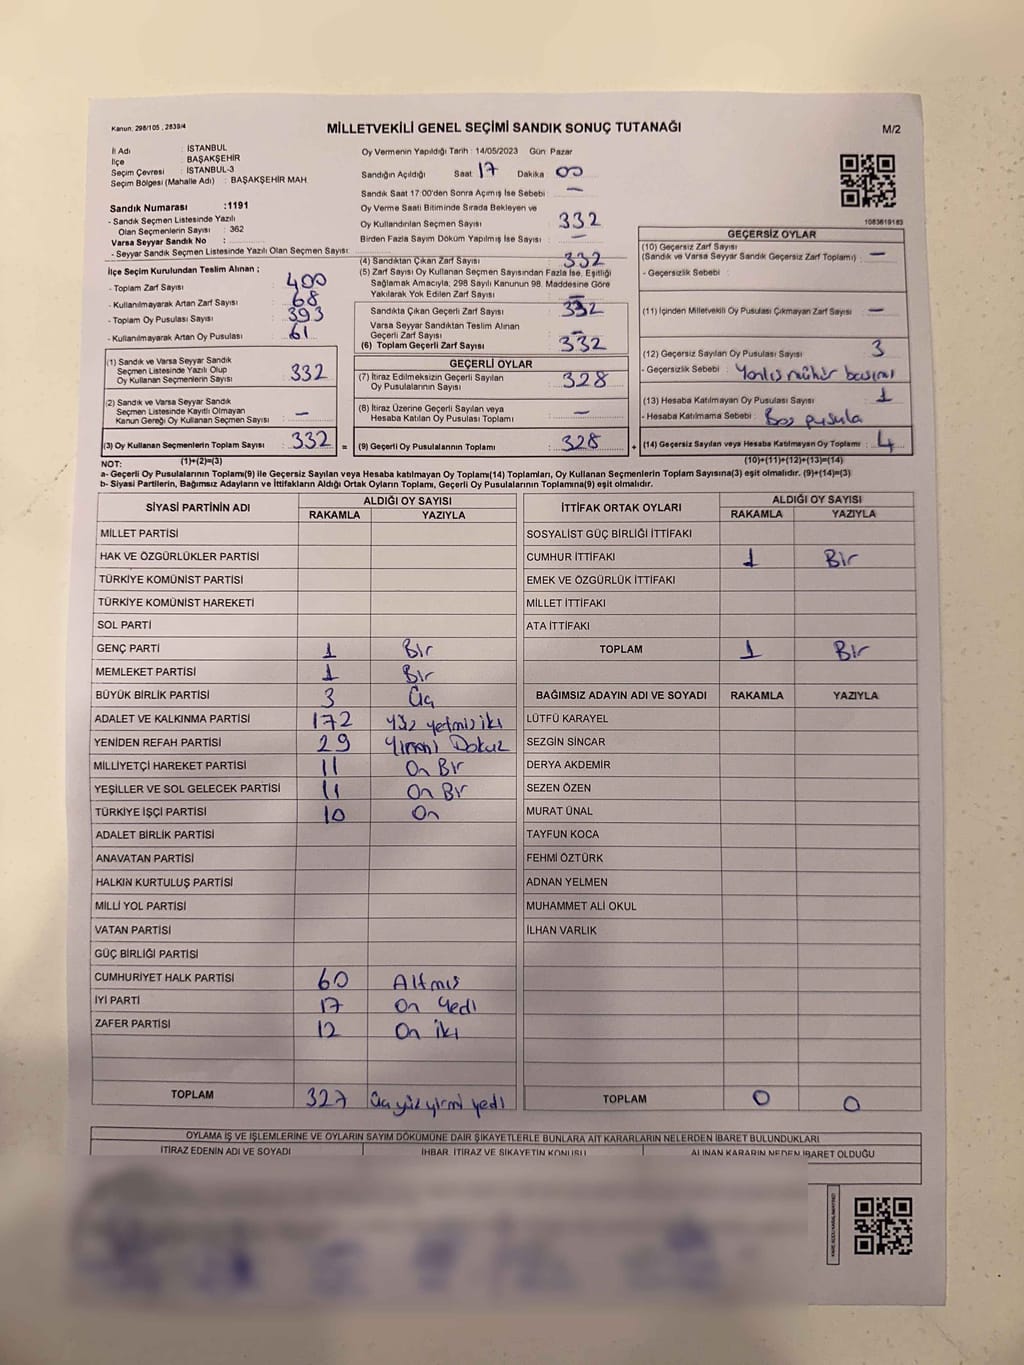 Kanun: 298/105 , 2839/4
MİLLETVEKİLİ GENEL SEÇİMİ SANDIK SONUÇ TUTANAĞI
M/2
İl Adı : İSTANBUL
İlçe : BAŞAKŞEHİR
Seçim Çevresi : İSTANBUL-3
Seçim Bölgesi (Mahalle Adı) : BAŞAKŞEHİR MAH.
Sandık Numarası :1191
- Sandık Seçmen Listesinde Yazılı
Olan Seçmenlerin Sayısı : 362
Varsa Seyyar Sandık No :
- Seyyar Sandık Seçmen Listesinde Yazılı Olan Seçmen Sayısı:
İlçe Seçim Kurulundan Teslim Alınan ;
- Toplam Zarf Sayısı : 400
- Kullanılmayarak Artan Zarf Sayısı : 68
- Toplam Oy Pusulası Sayısı : 393
- Kullanılmayarak Artan Oy Pusulası : 61
(1) Sandık ve Varsa Seyyar Sandık
Seçmen Listesinde Yazılı Olup
Oy Kullanan Seçmenlerin Sayısı : 332
(2) Sandık ve Varsa Seyyar Sandık
Seçmen Listesinde Kayıtlı Olmayan
Kanun Gereği Oy Kullanan Seçmen Sayısı : —
(3) Oy Kullanan Seçmenlerin Toplam Sayısı : 332 =
(1)+(2)=(3)
Oy Vermenin Yapıldığı Tarih : 14/05/2023 Gün: Pazar
Sandığın Açıldığı Saat : 17 Dakika : 00
Sandık Saat 17:00'den Sonra Açımış İse Sebebi : —
Oy Verme Saati Bitiminde Sırada Bekleyen ve
Oy Kullandırılan Seçmen Sayısı : 332
Birden Fazla Sayım Döküm Yapılmış İse Sayısı : —
(4) Sandıktan Çıkan Zarf Sayısı : 332
(5) Zarf Sayısı Oy Kullanan Seçmen Sayısından Fazla İse, Eşitliği
Sağlamak Amacıyla, 298 Sayılı Kanunun 98. Maddesine Göre
Yakılarak Yok Edilen Zarf Sayısı : —
Sandıkta Çıkan Geçerli Zarf Sayısı : 332
Varsa Seyyar Sandıktan Teslim Alınan
Geçerli Zarf Sayısı :
(6) Toplam Geçerli Zarf Sayısı : 332
GEÇERLİ OYLAR
(7) İtiraz Edilmeksizin Geçerli Sayılan
Oy Pusulalarının Sayısı : 328
(8) İtiraz Üzerine Geçerli Sayılan veya
Hesaba Katılan Oy Pusulası Toplamı : —
(9) Geçerli Oy Pusulalarının Toplamı : 328 +
1083619183
GEÇERSİZ OYLAR
(10) Geçersiz Zarf Sayısı
(Sandık ve Varsa Seyyar Sandık Geçersiz Zarf Toplamı) : —
- Geçersizlik Sebebi :
(11) İçinden Milletvekili Oy Pusulası Çıkmayan Zarf Sayısı : —
(12) Geçersiz Sayılan Oy Pusulası Sayısı : 3
- Geçersizlik Sebebi : Yanlış mühür basımı
(13) Hesaba Katılmayan Oy Pusulası Sayısı : 1
- Hesaba Katılmama Sebebi : Boş pusula
(14) Geçersiz Sayılan veya Hesaba Katılmayan Oy Toplamı : 4
(10)+(11)+(12)+(13)=(14)
NOT:
a- Geçerli Oy Pusulalarının Toplamı(9) ile Geçersiz Sayılan veya Hesaba katılmayan Oy Toplamı(14) Toplamları, Oy Kullanan Seçmenlerin Toplam Sayısına(3) eşit olmalıdır. (9)+(14)=(3)
b- Siyasi Partilerin, Bağımsız Adayların ve İttifakların Aldığı Ortak Oyların Toplamı, Geçerli Oy Pusulalarının Toplamına(9) eşit olmalıdır.
SİYASİ PARTİNİN ADI ALDIĞI OY SAYISI
RAKAMLA YAZIYLA
MİLLET PARTİSİ
HAK VE ÖZGÜRLÜKLER PARTİSİ
TÜRKİYE KOMÜNİST PARTİSİ
TÜRKİYE KOMÜNİST HAREKETİ
SOL PARTİ
GENÇ PARTİ 1 Bir
MEMLEKET PARTİSİ 1 Bir
BÜYÜK BİRLİK PARTİSİ 3 Üç
ADALET VE KALKINMA PARTİSİ 172 Yüz yetmiş iki
YENİDEN REFAH PARTİSİ 29 Yirmi Dokuz
MİLLİYETÇİ HAREKET PARTİSİ 11 On Bir
YEŞİLLER VE SOL GELECEK PARTİSİ 11 On Bir
TÜRKİYE İŞÇİ PARTİSİ 10 On
ADALET BİRLİK PARTİSİ
ANAVATAN PARTİSİ
HALKIN KURTULUŞ PARTİSİ
MİLLİ YOL PARTİSİ
VATAN PARTİSİ
GÜÇ BİRLİĞİ PARTİSİ
CUMHURİYET HALK PARTİSİ 60 Altmış
İYİ PARTİ 17 On Yedi
ZAFER PARTİSİ 12 On iki
TOPLAM 327 Üç yüz yirmi yedi
İTTİFAK ORTAK OYLARI ALDIĞI OY SAYISI
RAKAMLA YAZIYLA
SOSYALİST GÜÇ BİRLİĞİ İTTİFAKI
CUMHUR İTTİFAKI 1 Bir
EMEK VE ÖZGÜRLÜK İTTİFAKI
MİLLET İTTİFAKI
ATA İTTİFAKI
TOPLAM 1 Bir
BAĞIMSIZ ADAYIN ADI VE SOYADI RAKAMLA YAZIYLA
LÜTFÜ KARAYEL
SEZGİN SİNCAR
DERYA AKDEMİR
SEZEN ÖZEN
MURAT ÜNAL
TAYFUN KOCA
FEHMİ ÖZTÜRK
ADNAN YELMEN
MUHAMMET ALİ OKUL
İLHAN VARLIK
TOPLAM 0 0
OYLAMA İŞ VE İŞLEMLERİNE VE OYLARIN SAYIM DÖKÜMÜNE DAİR ŞİKAYETLERLE BUNLARA AİT KARARLARIN NELERDEN İBARET BULUNDUKLARI
İTİRAZ EDENİN ADI VE SOYADI İHBAR, İTİRAZ VE ŞİKAYETİN KONUSU ALINAN KARARIN NEDEN İBARET OLDUĞU